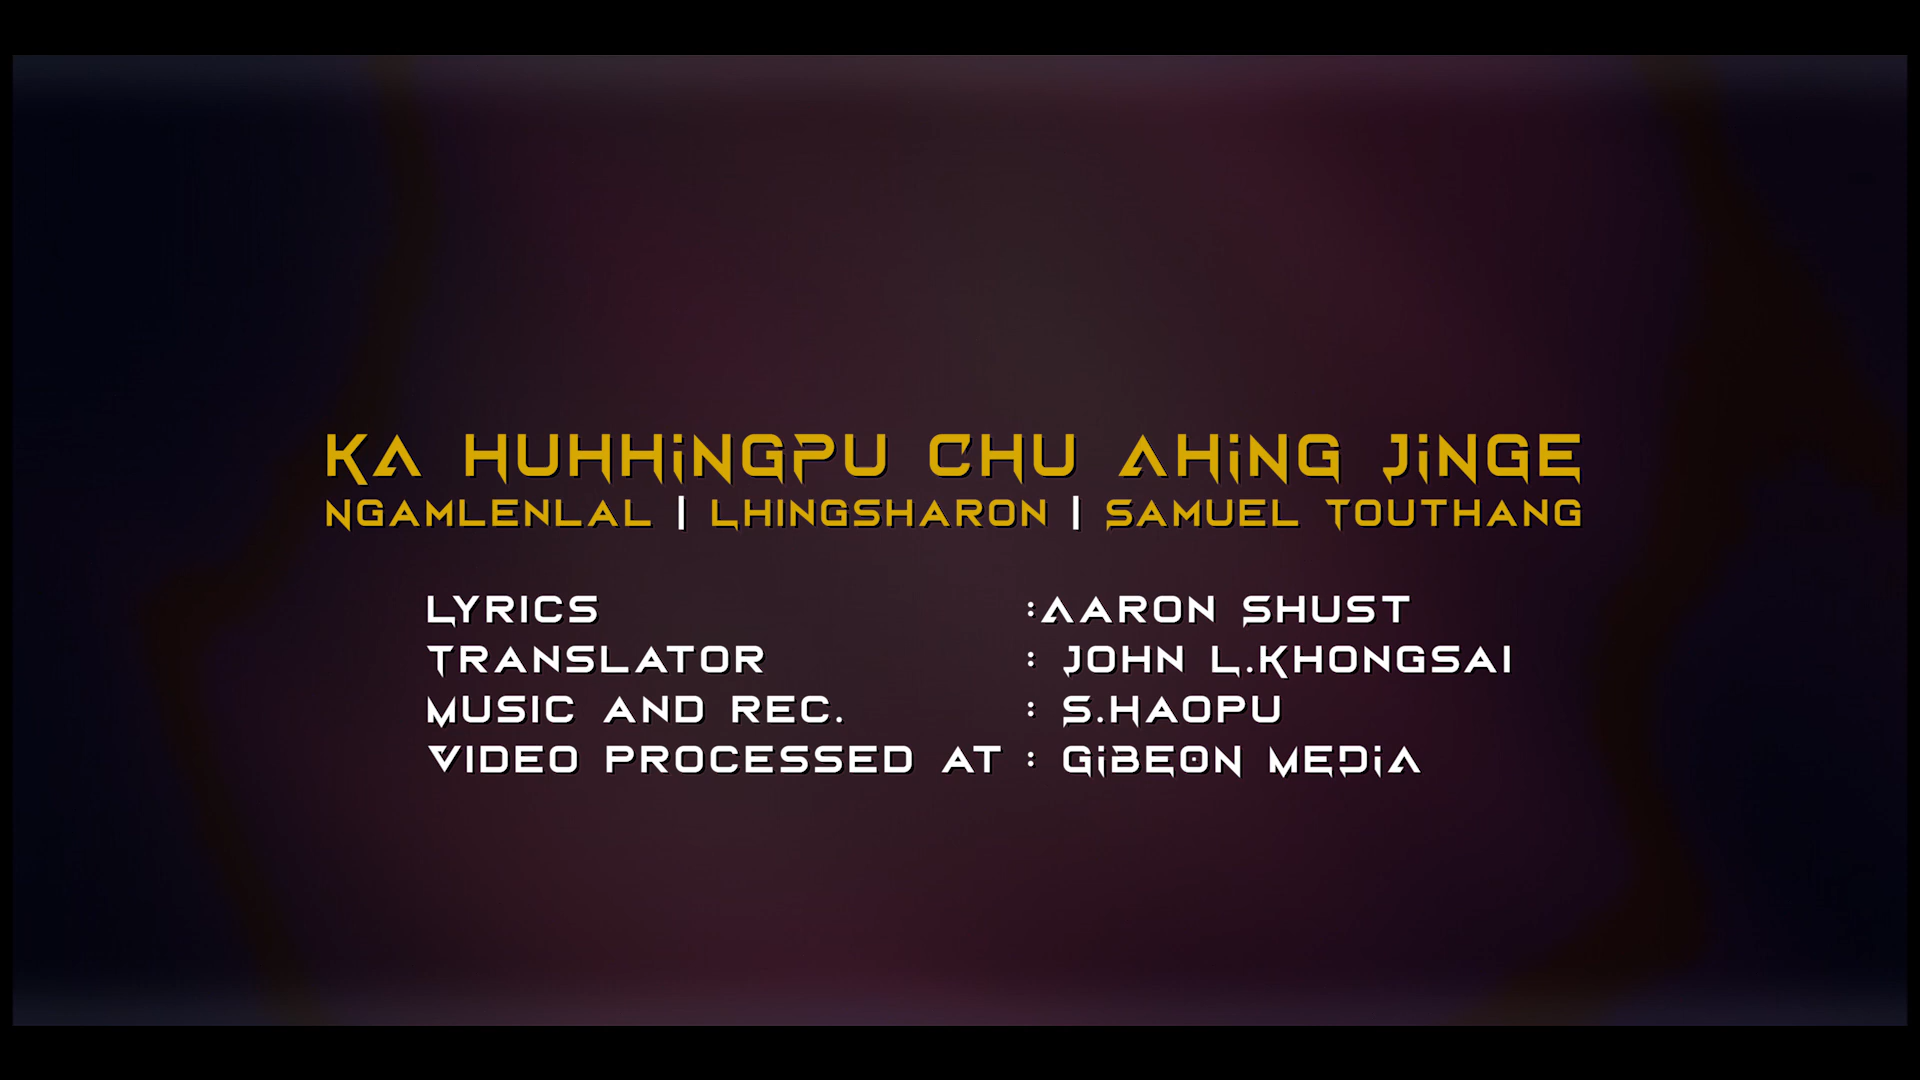 KA HUHHiNGPU CHU AHiNG JiNGE
NGAMLENLAL | LHINGSHARON | SAMUEL TOUTHANG
LYRICS :AARON SHUST
TRANSLATOR : JOHN L.KHONGSAI
MUSIC AND REC. : S.HAOPU
VIDEO PROCESSED AT : GiBEON MEDiA